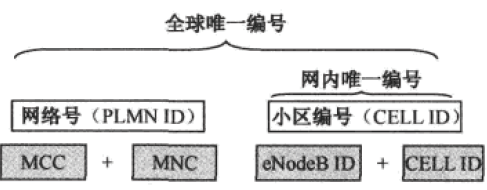 全球唯一编号
网内唯一编号
网络号（PLMN ID） 小区编号（CELL ID）
MCC + MNC eNodeB ID + CELL ID